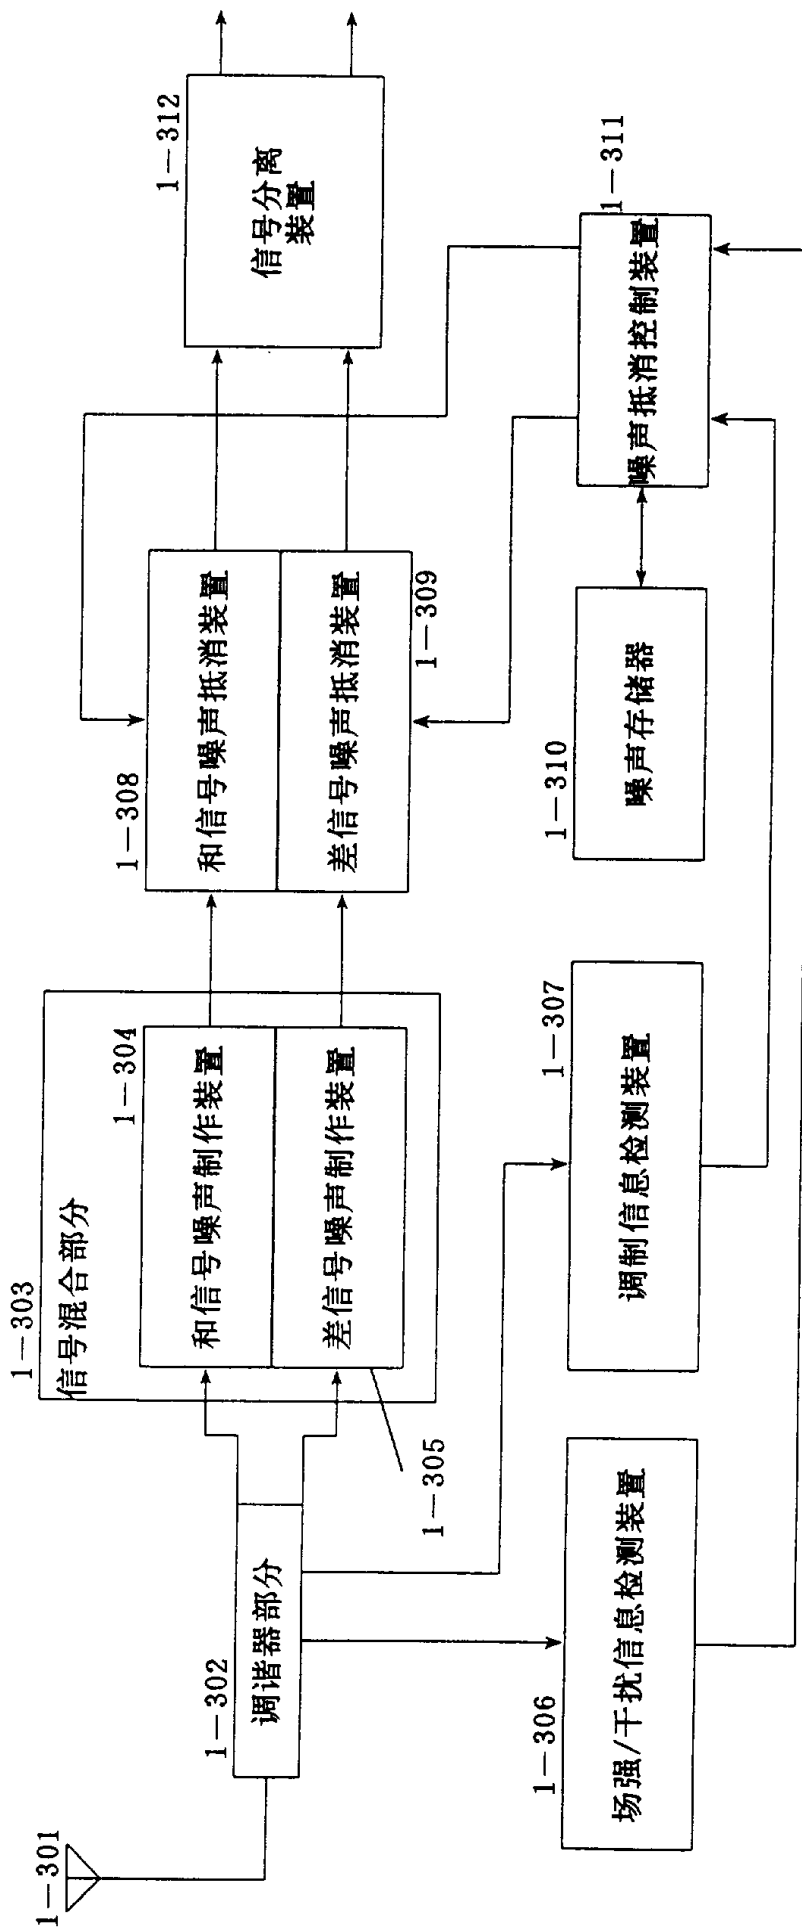 1-301
1-302
调谐器部分
1-303
信号混合部分
1-304
和信号噪声制作装置
差信号噪声制作装置
1-305
1-306
场强/干扰信息检测装置
1-307
调制信息检测装置
1-308
和信号噪声抵消装置
差信号噪声抵消装置
1-309
1-310
噪声存储器
1-311
噪声抵消控制装置
1-312
信号分离
装置